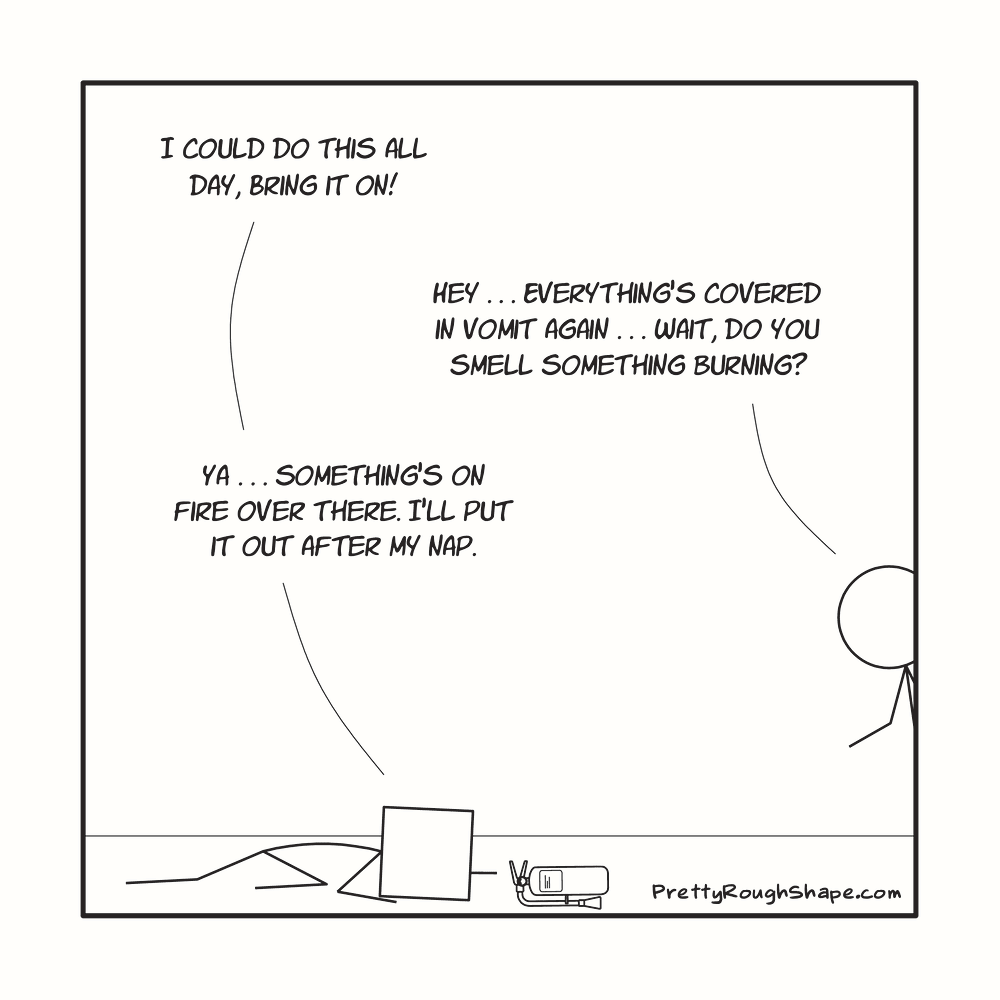 I COULD DO THIS ALL
DAY, BRING IT ON!
HEY . . . EVERYTHING'S COVERED
IN VOMIT AGAIN . . . WAIT, DO YOU
SMELL SOMETHING BURNING?
YA . . . SOMETHING'S ON
FIRE OVER THERE. I'LL PUT
IT OUT AFTER MY NAP.
PrettyRoughShape.com